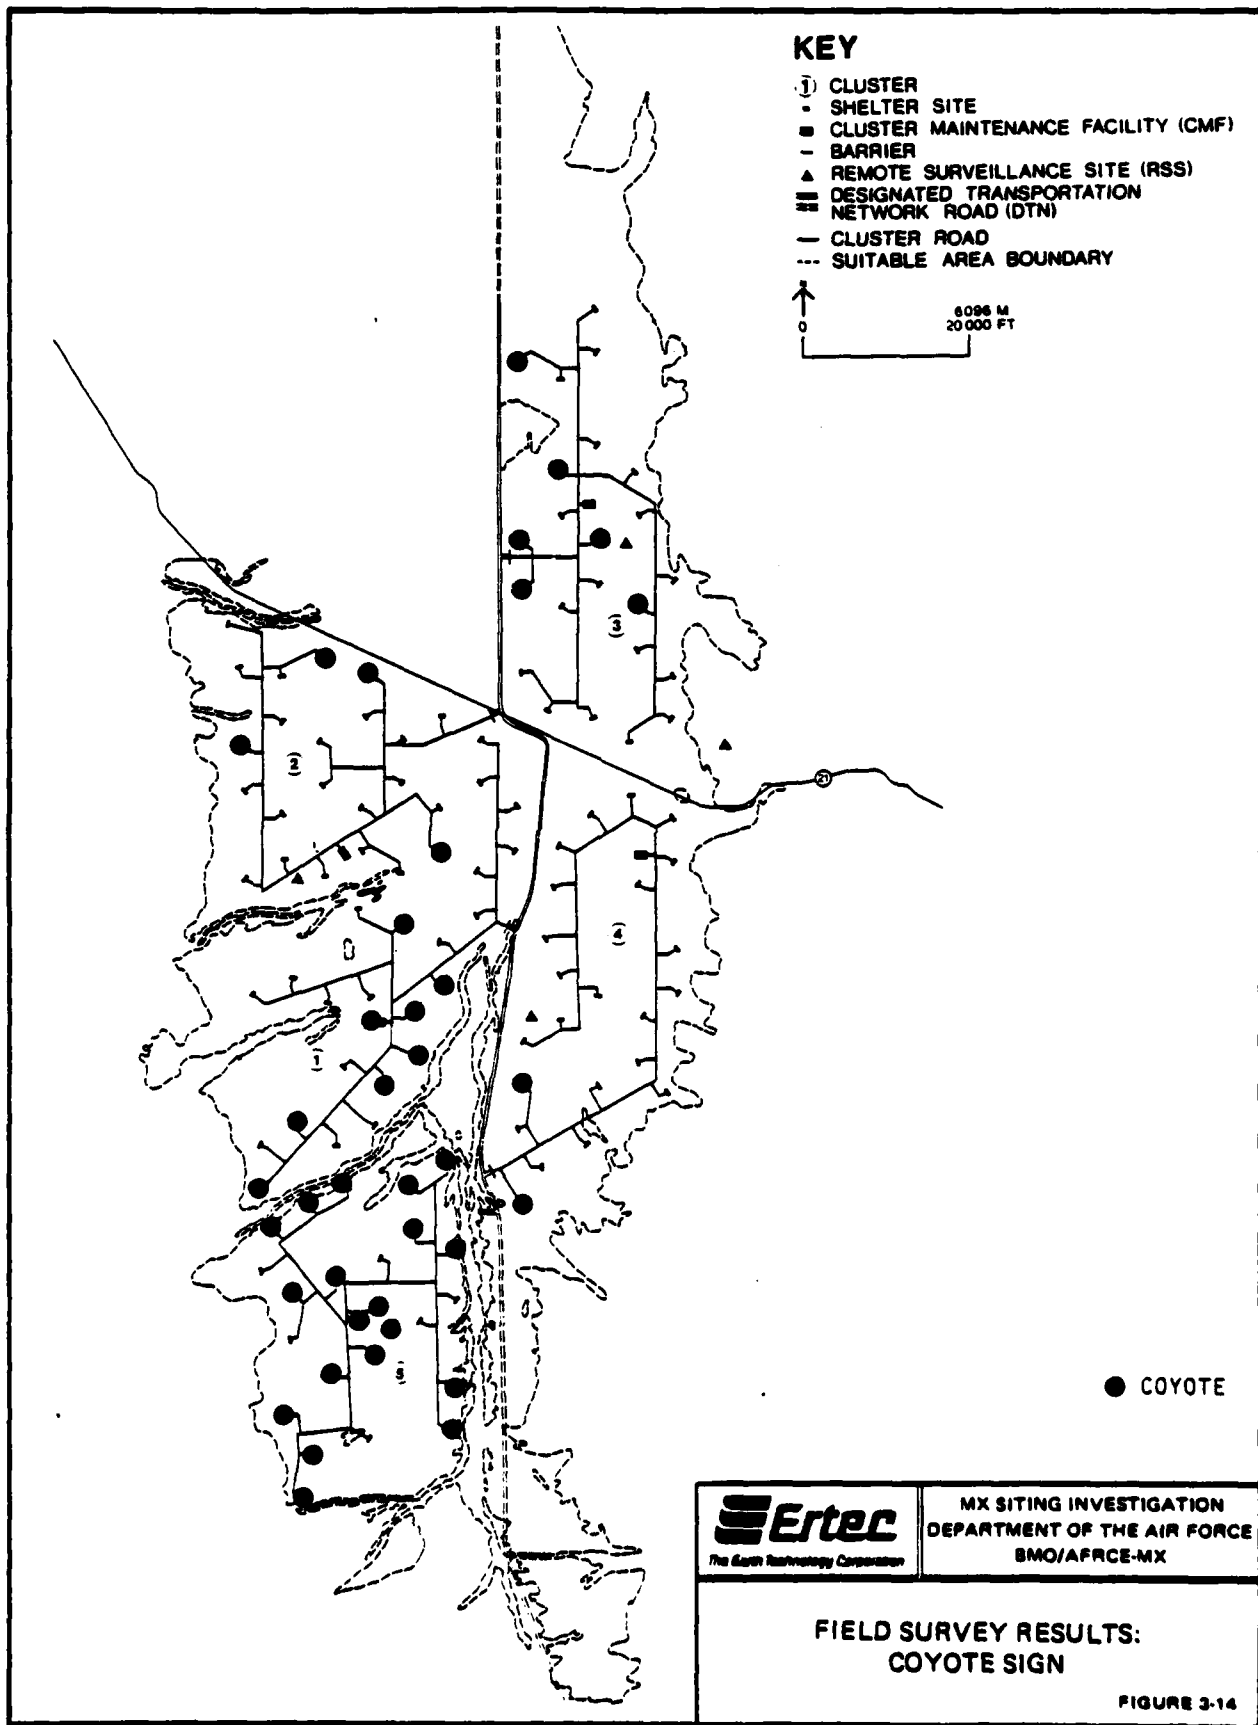 KEY
1 CLUSTER
SHELTER SITE
CLUSTER MAINTENANCE FACILITY (CMF)
BARRIER
REMOTE SURVEILLANCE SITE (RSS)
DESIGNATED TRANSPORTATION
NETWORK ROAD (DTN)
CLUSTER ROAD
SUITABLE AREA BOUNDARY
6096 M
0 20 000 FT
3
2
21
4
1
5
COYOTE
Ertec
The Earth Technology Corporation
MX SITING INVESTIGATION
DEPARTMENT OF THE AIR FORCE
BMO/AFRCE-MX
FIELD SURVEY RESULTS:
COYOTE SIGN
FIGURE 3-14